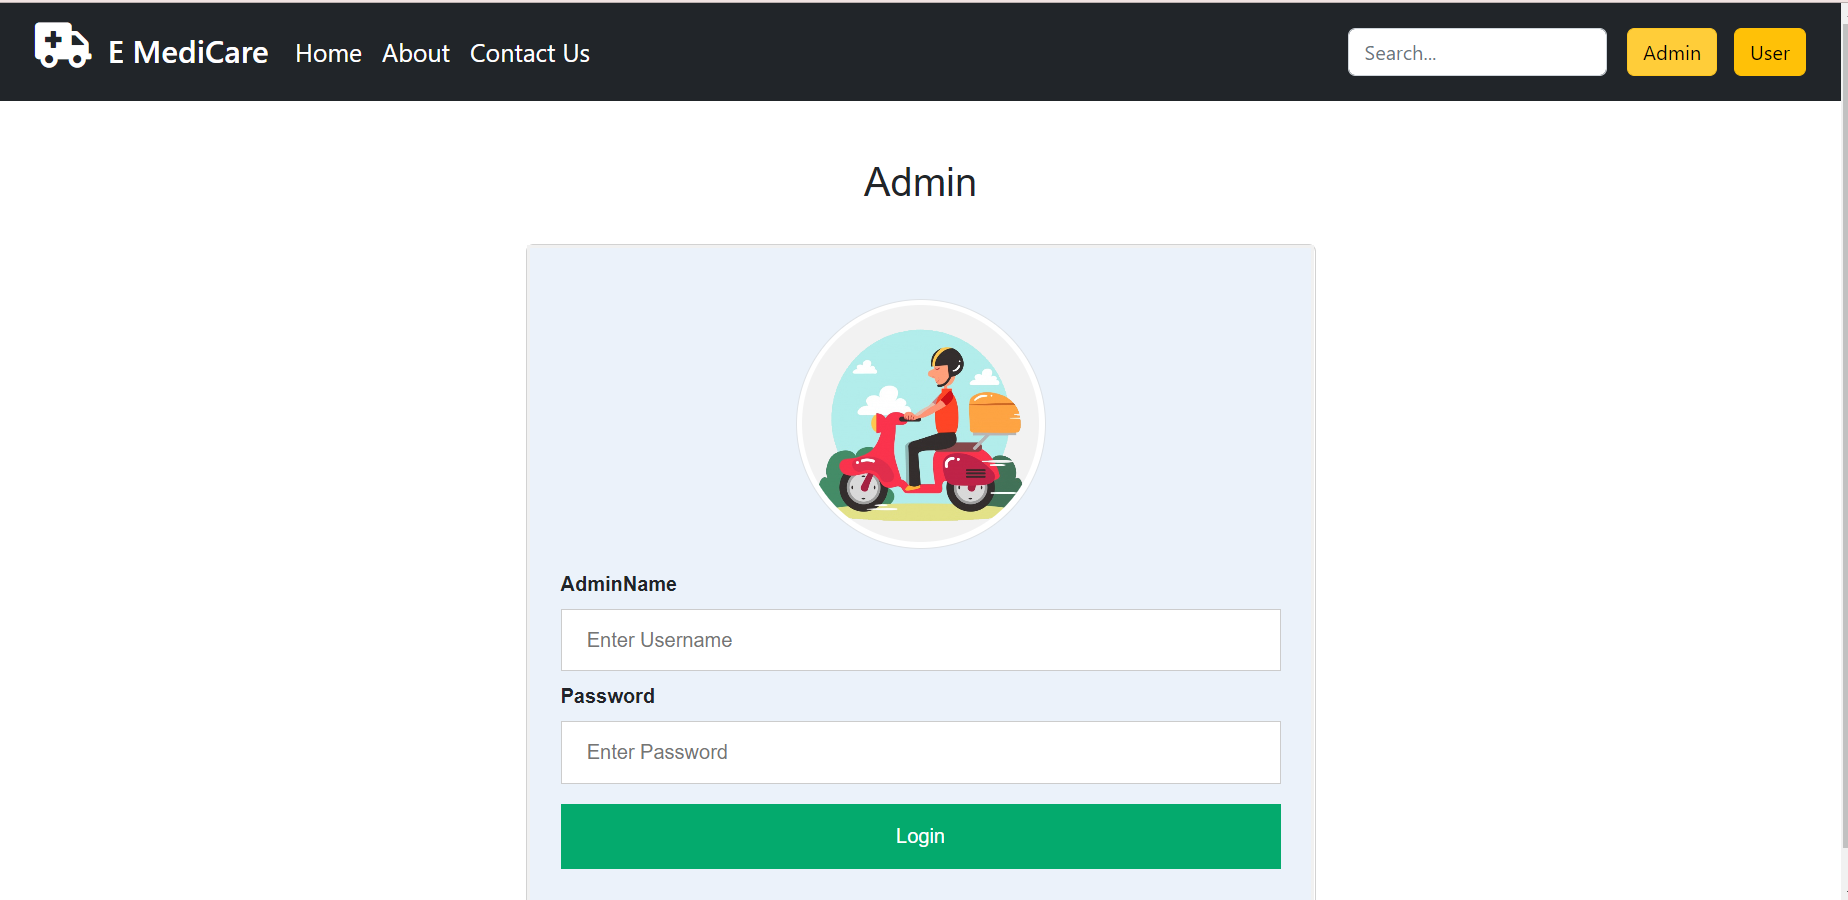 E MediCare Home About Contact Us Search... Admin User
Admin
AdminName
Enter Username
Password
Enter Password
Login